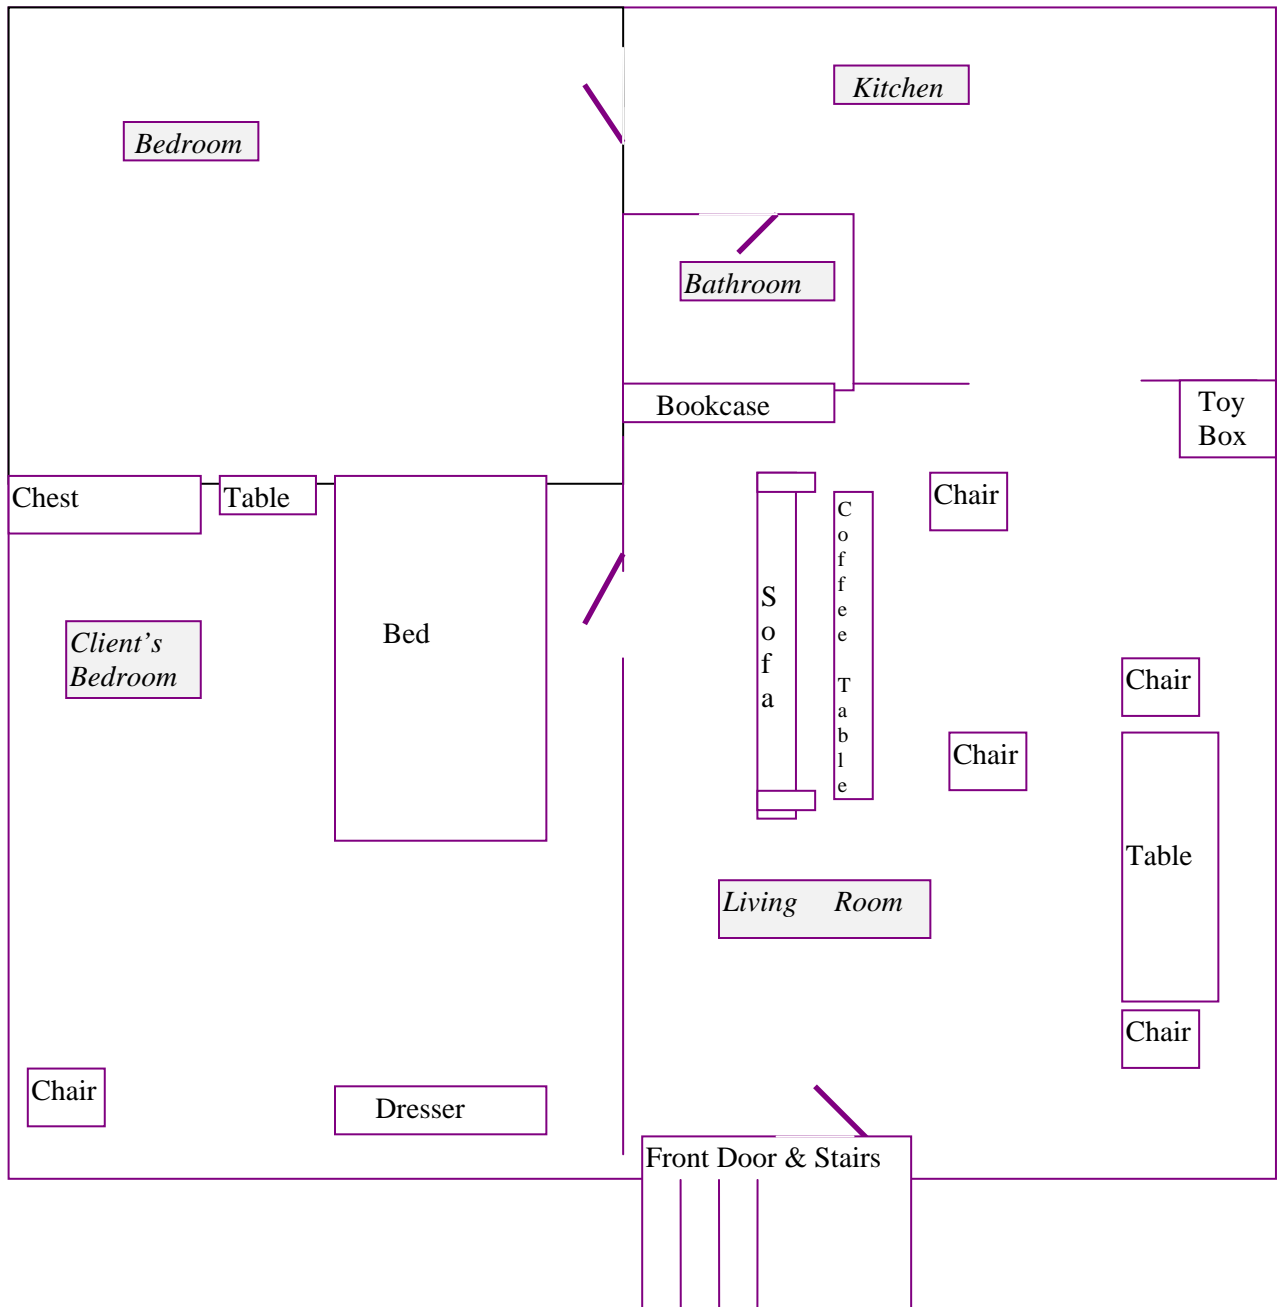 Kitchen
Bedroom
Bathroom
Bookcase
Toy
Box
Chest
Table
Chair
Coffee Table
Sofa
Bed
Client's
Bedroom
Chair
Chair
Table
Living Room
Chair
Chair
Dresser
Front Door & Stairs